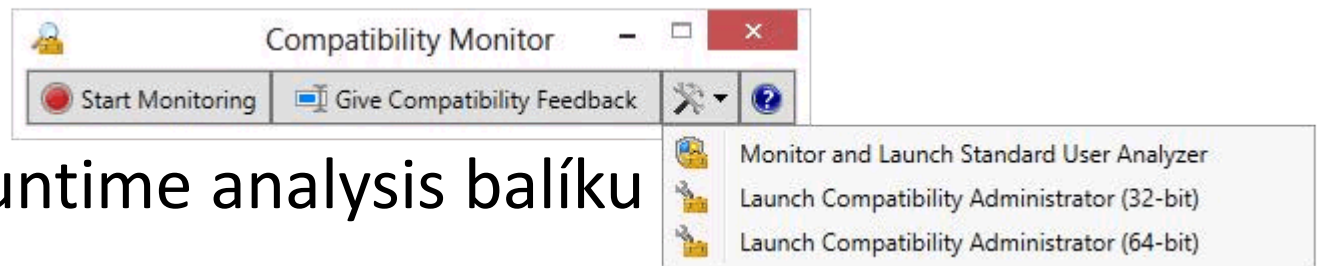 Compatibility Monitor
Start Monitoring Give Compatibility Feedback
Monitor and Launch Standard User Analyzer
untime analysis balíku
Launch Compatibility Administrator (32-bit)
Launch Compatibility Administrator (64-bit)